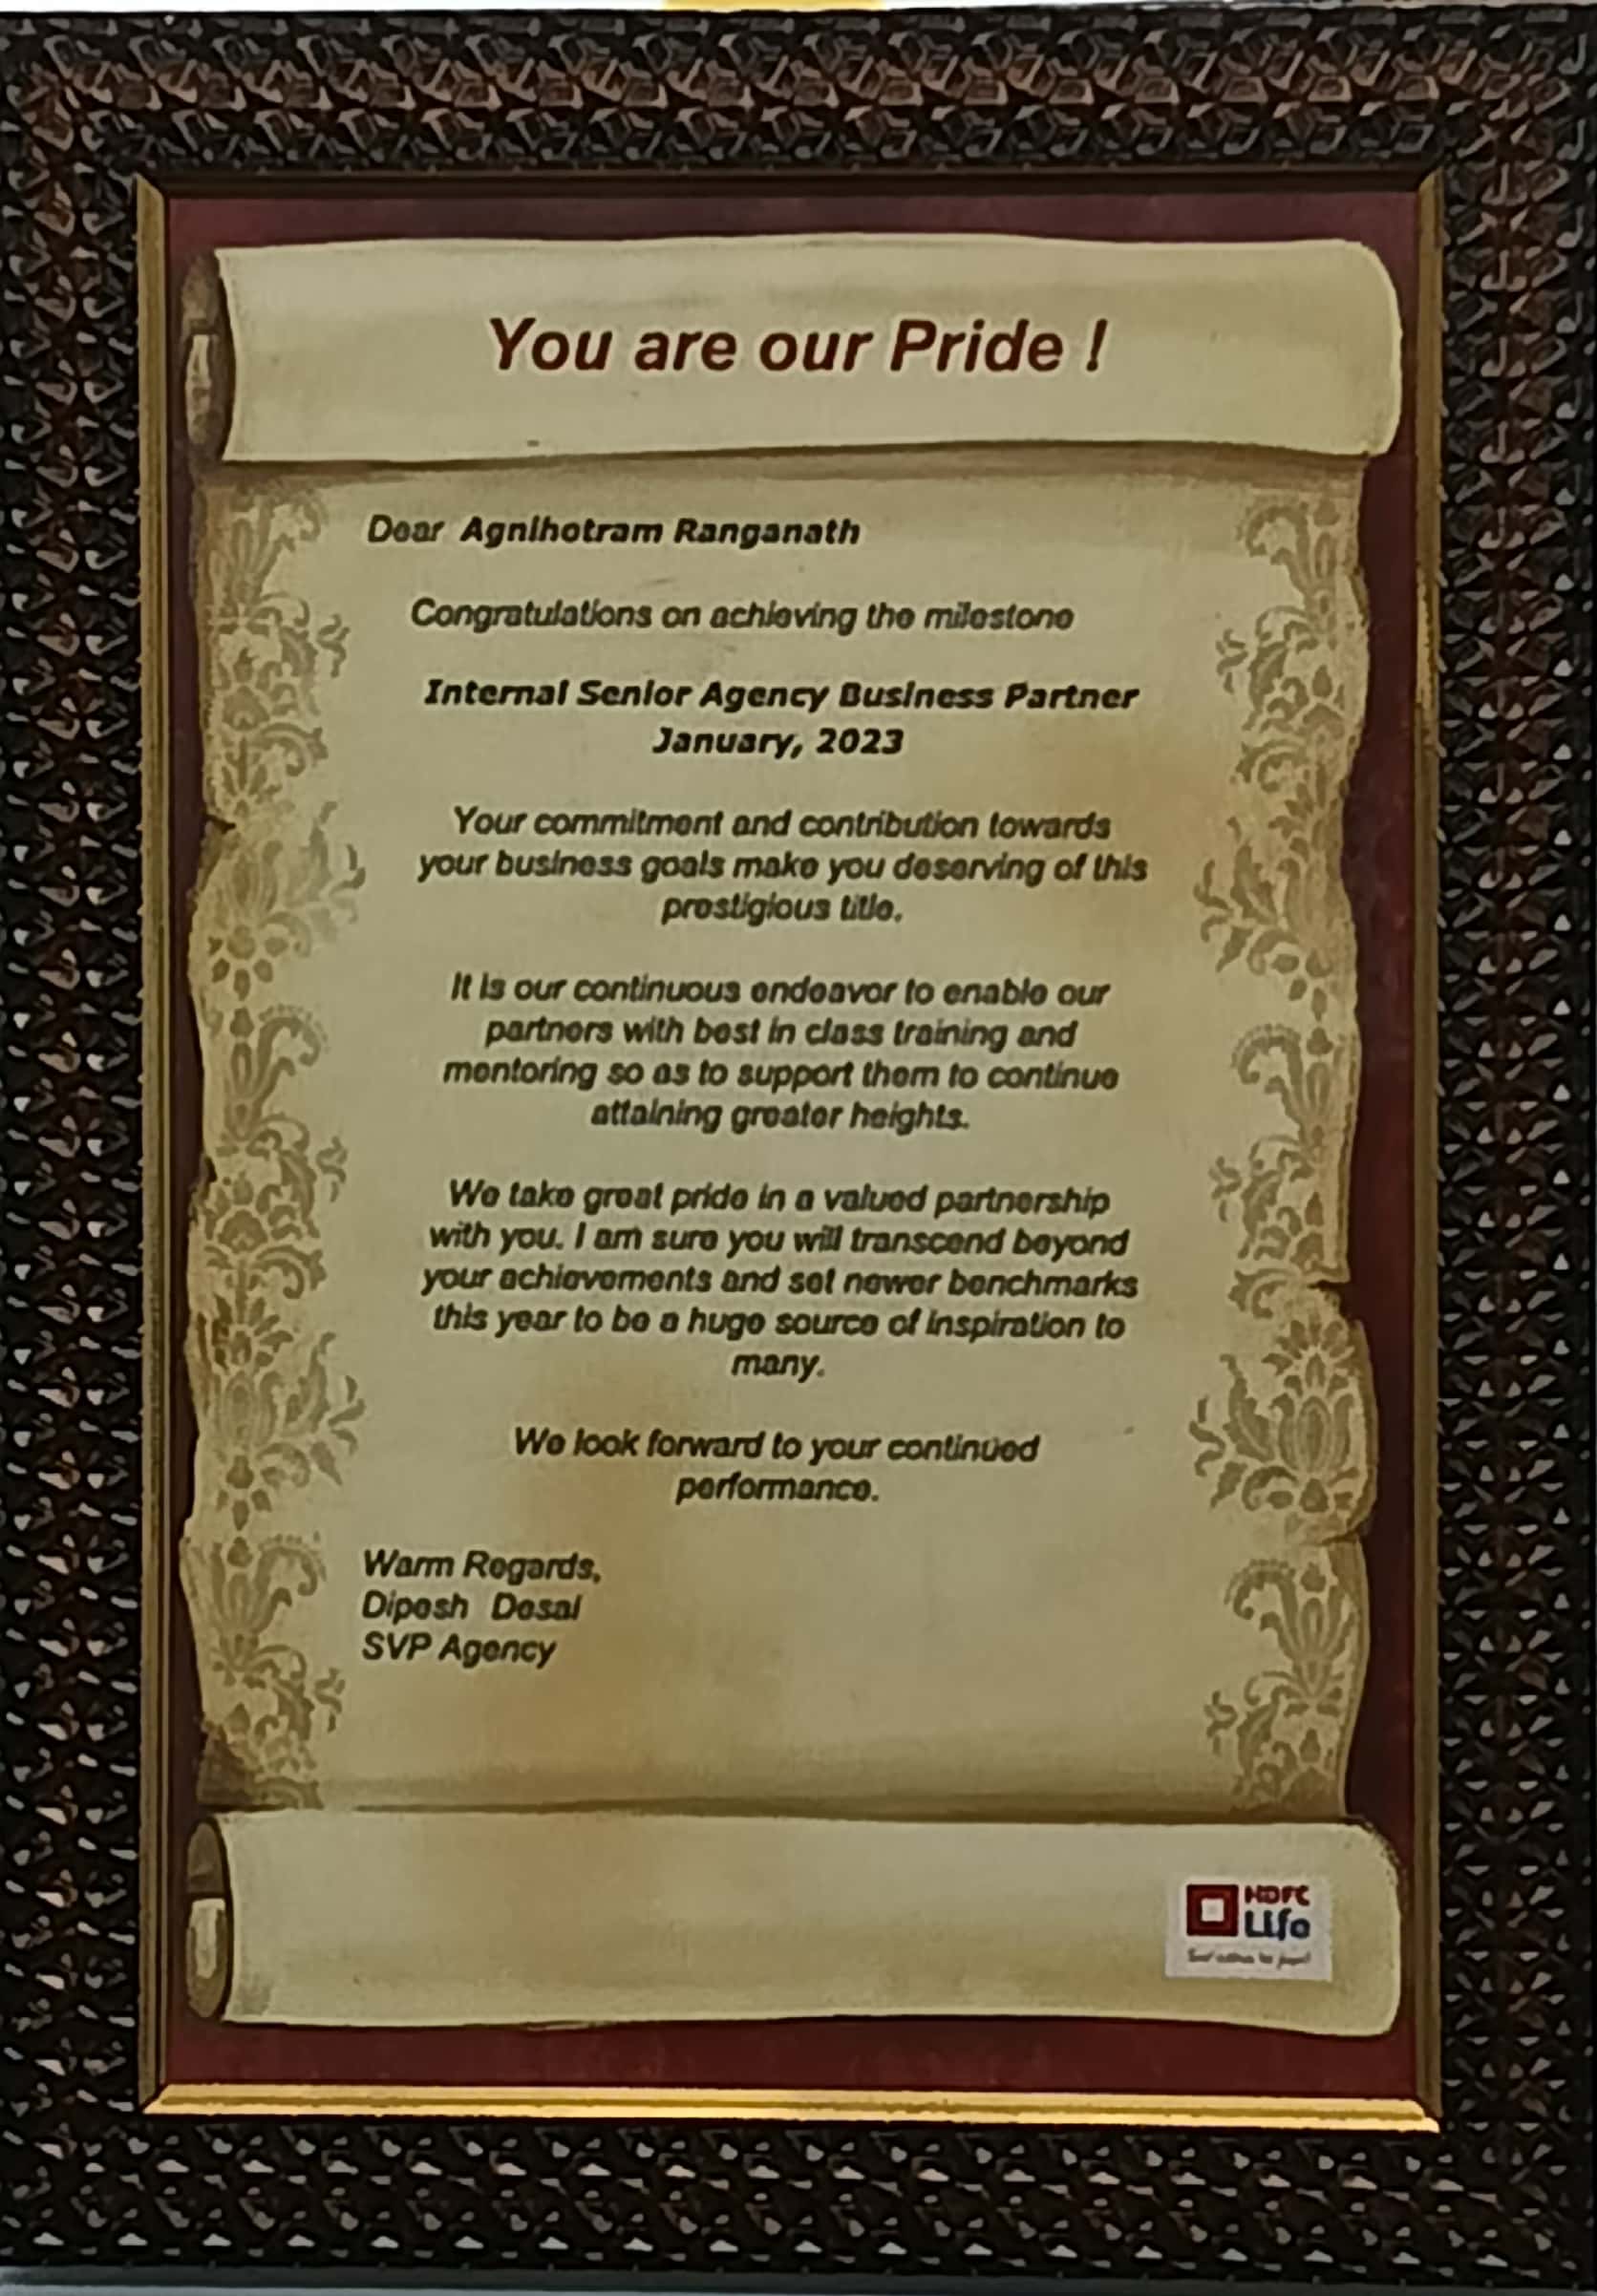 You are our Pride !
Dear Agnihotram Ranganath
Congratulations on achieving the milestone
Internal Senior Agency Business Partner
January, 2023
Your commitment and contribution towards
your business goals make you deserving of this
prestigious title.
It is our continuous endeavor to enable our
partners with best in class training and
mentoring so as to support them to continue
attaining greater heights.
We take great pride in a valued partnership
with you. I am sure you will transcend beyond
your achievements and set newer benchmarks
this year to be a huge source of inspiration to
many.
We look forward to your continued
performance.
Warm Regards,
Dipesh Desai
SVP Agency
HDFC
Life